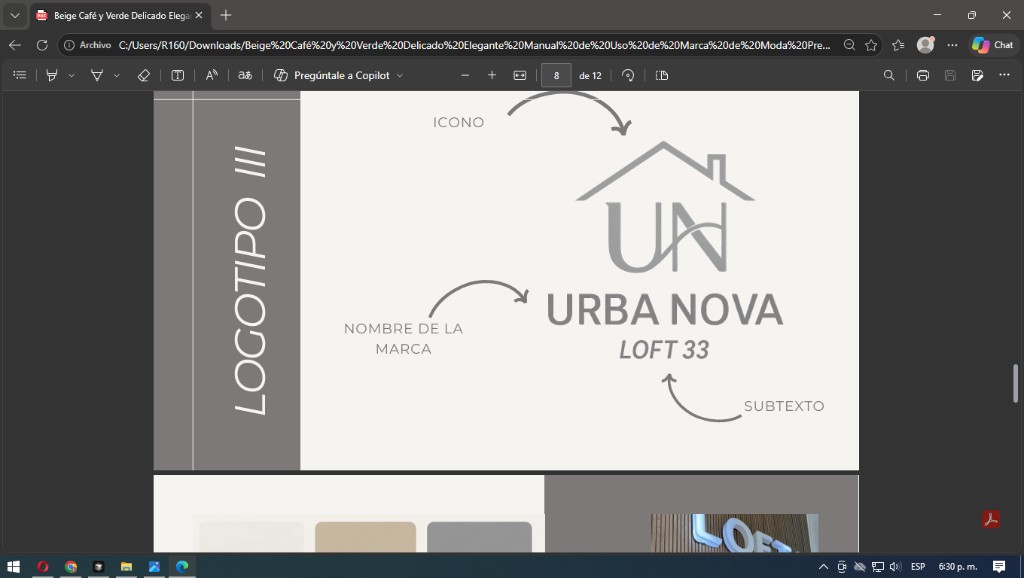 Beige Café y Verde Delicado Elega
Archivo
C:/Users/R160/Downloads/Beige%20Café%20y%20Verde%20Delicado%20Elegante%20Manual%20de%20Uso%20de%20Marca%20de%20Moda%20Pre...
Chat
Pregúntale a Copilot
8 de 12
ICONO
LOGOTIPO III
UN
NOMBRE DE LA
MARCA
URBA NOVA
LOFT 33
SUBTEXTO
LOFT
ESP
6:30 p. m.